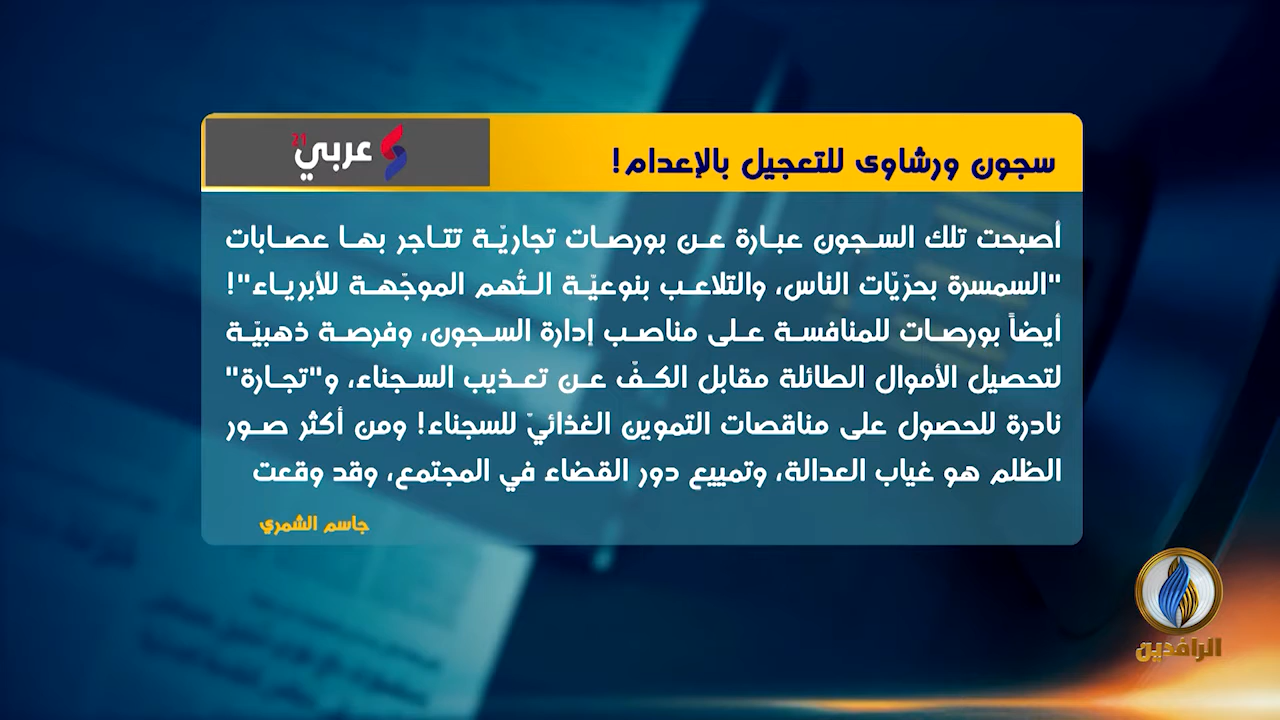 سجون ورشاوى للتعجيل بالإعدام!
عربي 21
أصبحت تلك السجون عبارة عن بورصات تجاريّة تتاجر بها عصابات
"السمسرة بحرّيّات الناس، والتلاعب بنوعيّة التُهم الموجّهة للأبرياء"!
أيضاً بورصات للمنافسة على مناصب إدارة السجون، وفرصة ذهبيّة
لتحصيل الأموال الطائلة مقابل الكفّ عن تعذيب السجناء، و"تجارة"
نادرة للحصول على مناقصات التموين الغذائيّ للسجناء! ومن أكثر صور
الظلم هو غياب العدالة، وتمييع دور القضاء في المجتمع، وقد وقعت
جاسم الشمري
الرافدين